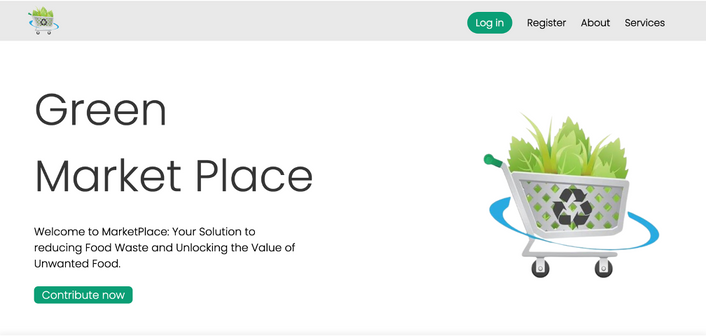 Log in Register About Services
Green
Market Place
Welcome to MarketPlace: Your Solution to
reducing Food Waste and Unlocking the Value of
Unwanted Food.
Contribute now